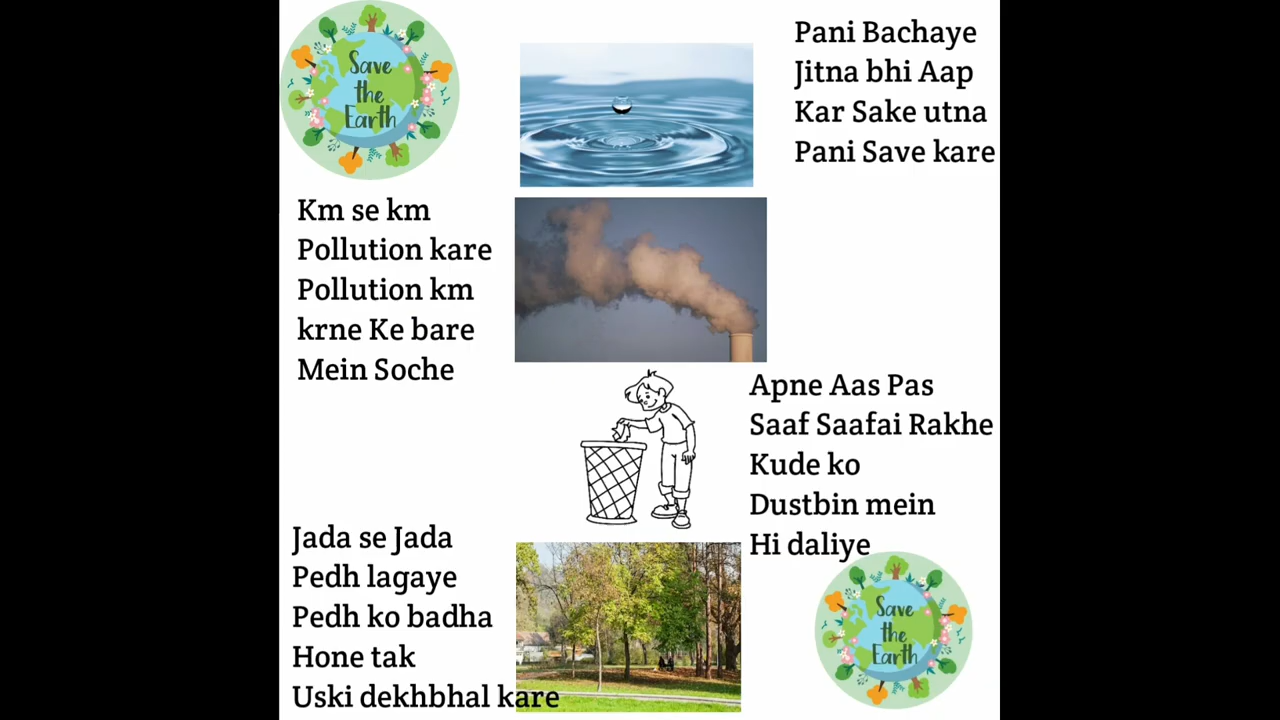 Save
the
Earth
Pani Bachaye
Jitna bhi Aap
Kar Sake utna
Pani Save kare
Km se km
Pollution kare
Pollution km
krne Ke bare
Mein Soche
Apne Aas Pas
Saaf Saafai Rakhe
Kude ko
Dustbin mein
Hi daliye
Jada se Jada
Pedh lagaye
Pedh ko badha
Hone tak
Uski dekhbhal kare
Save
the
Earth